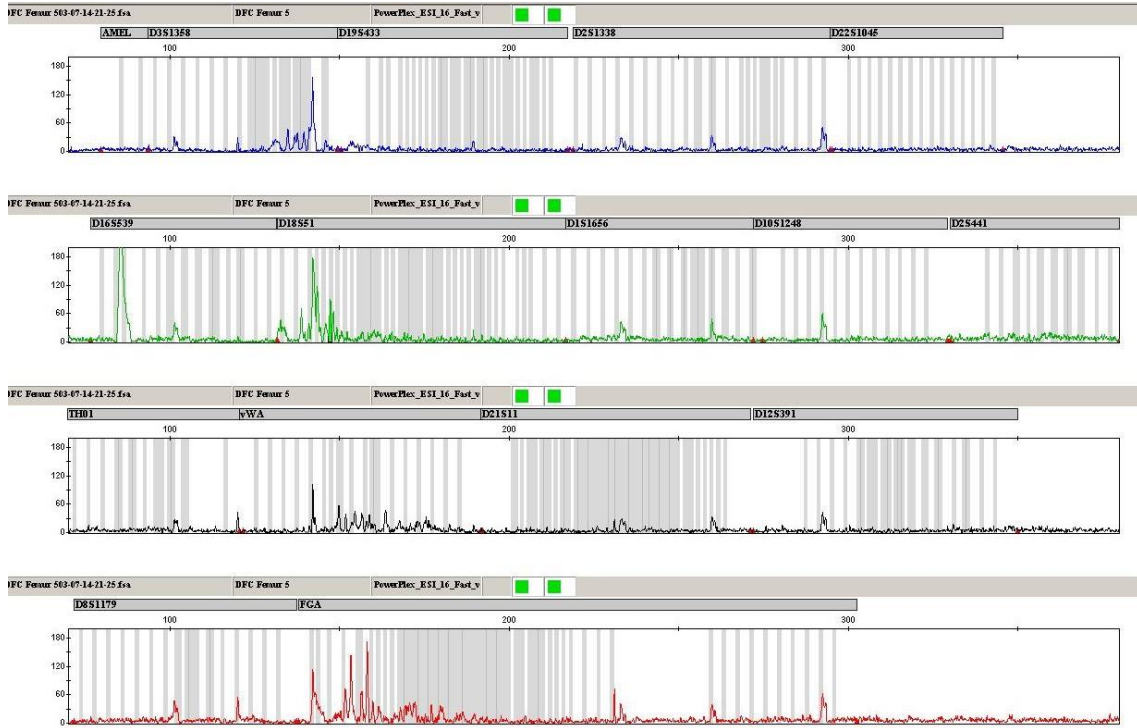 DFC Femur 503-07-14-21-25.fsa DFC Femur 5 PowerPlex_ESI_16_Fast_v
AMEL D3S1358 D19S433 D2S1338 D22S1045
100 200 300
180
120
60
0
DFC Femur 503-07-14-21-25.fsa DFC Femur 5 PowerPlex_ESI_16_Fast_v
D16S539 D18S51 D1S1656 D10S1248 D2S441
100 200 300
180
120
60
0
DFC Femur 503-07-14-21-25.fsa DFC Femur 5 PowerPlex_ESI_16_Fast_v
TH01 vWA D21S11 D12S391
100 200 300
180
120
60
0
DFC Femur 503-07-14-21-25.fsa DFC Femur 5 PowerPlex_ESI_16_Fast_v
D8S1179 FGA
100 200 300
180
120
60
0